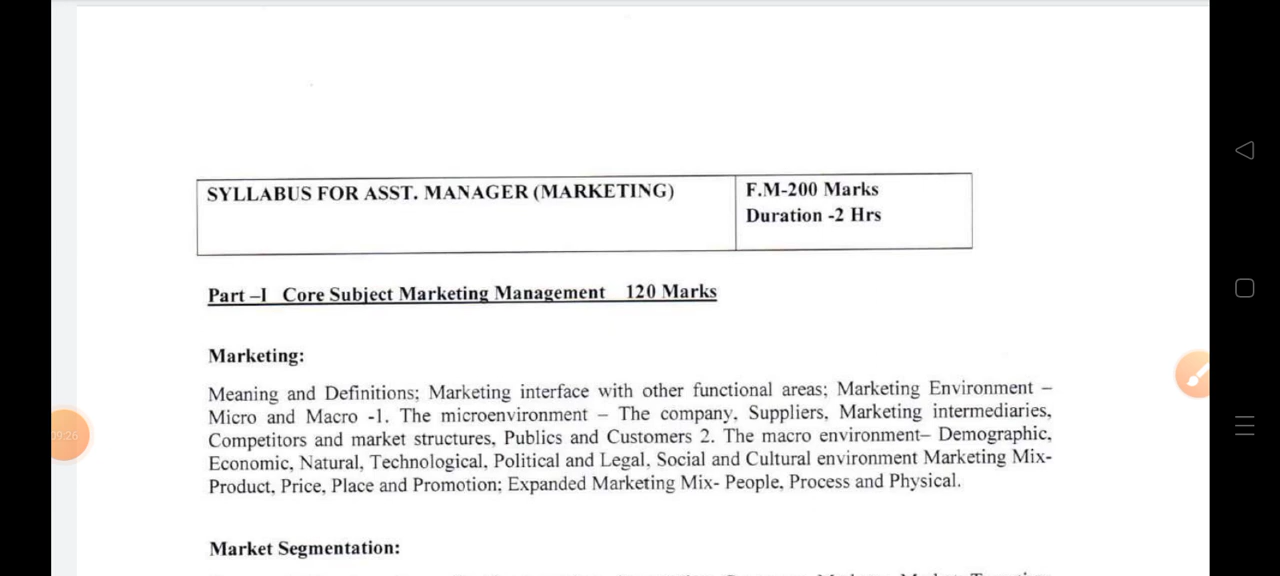 SYLLABUS FOR ASST. MANAGER (MARKETING)
F.M-200 Marks
Duration -2 Hrs
Part –I Core Subject Marketing Management 120 Marks
Marketing:
Meaning and Definitions; Marketing interface with other functional areas; Marketing Environment –
Micro and Macro -1. The microenvironment – The company, Suppliers, Marketing intermediaries,
Competitors and market structures, Publics and Customers 2. The macro environment– Demographic,
Economic, Natural, Technological, Political and Legal, Social and Cultural environment Marketing Mix-
Product, Price, Place and Promotion; Expanded Marketing Mix- People, Process and Physical.
09:26
Market Segmentation: